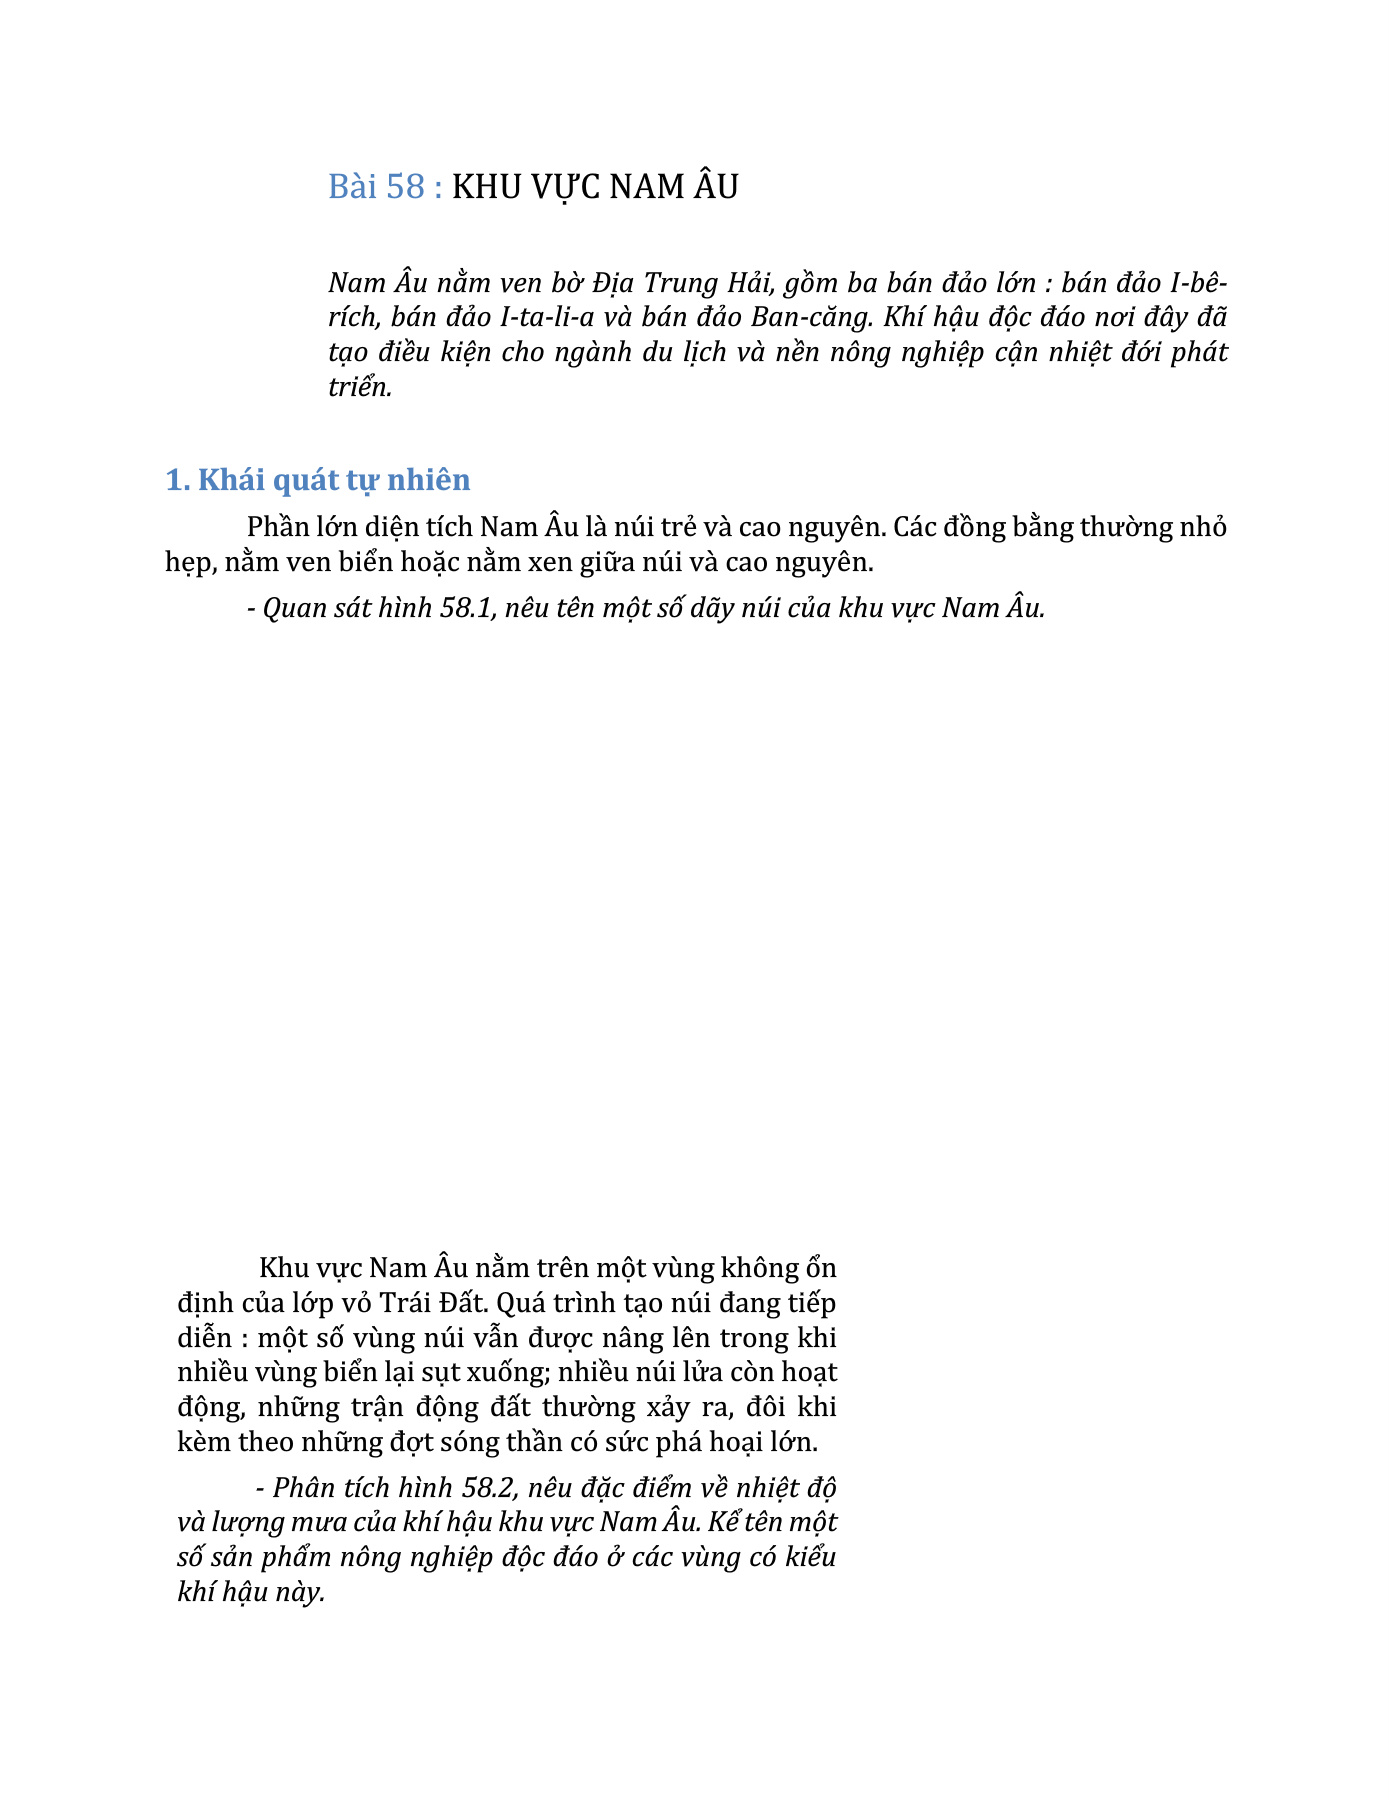 Bài 58 : KHU VỰC NAM ÂU
Nam Âu nằm ven bờ Địa Trung Hải, gồm ba bán đảo lớn : bán đảo I-bê-
rích, bán đảo I-ta-li-a và bán đảo Ban-căng. Khí hậu độc đáo nơi đây đã
tạo điều kiện cho ngành du lịch và nền nông nghiệp cận nhiệt đới phát
triển.
1. Khái quát tự nhiên
Phần lớn diện tích Nam Âu là núi trẻ và cao nguyên. Các đồng bằng thường nhỏ
hẹp, nằm ven biển hoặc nằm xen giữa núi và cao nguyên.
- Quan sát hình 58.1, nêu tên một số dãy núi của khu vực Nam Âu.
Khu vực Nam Âu nằm trên một vùng không ổn
định của lớp vỏ Trái Đất. Quá trình tạo núi đang tiếp
diễn : một số vùng núi vẫn được nâng lên trong khi
nhiều vùng biển lại sụt xuống; nhiều núi lửa còn hoạt
động, những trận động đất thường xảy ra, đôi khi
kèm theo những đợt sóng thần có sức phá hoại lớn.
- Phân tích hình 58.2, nêu đặc điểm về nhiệt độ
và lượng mưa của khí hậu khu vực Nam Âu. Kể tên một
số sản phẩm nông nghiệp độc đáo ở các vùng có kiểu
khí hậu này.